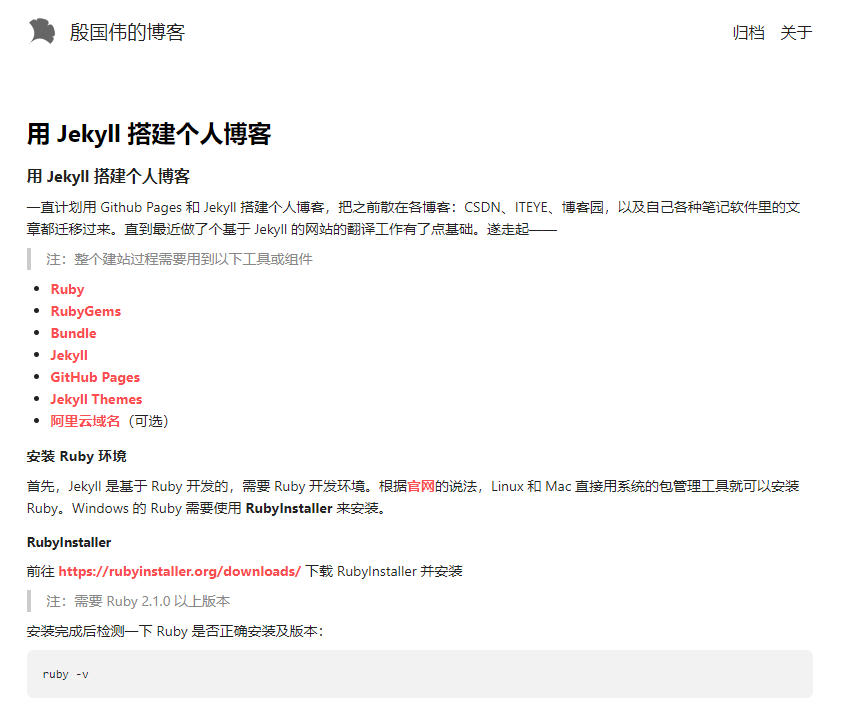 殷国伟的博客
归档 关于
用 Jekyll 搭建个人博客
用 Jekyll 搭建个人博客
一直计划用 Github Pages 和 Jekyll 搭建个人博客，把之前散在各博客：CSDN、ITEYE、博客园，以及自己各种笔记软件里的文
章都迁移过来。直到最近做了个基于 Jekyll 的网站的翻译工作有了点基础。遂走起——
注：整个建站过程需要用到以下工具或组件
Ruby
RubyGems
Bundle
Jekyll
GitHub Pages
Jekyll Themes
阿里云域名（可选）
安装 Ruby 环境
首先，Jekyll 是基于 Ruby 开发的，需要 Ruby 开发环境。根据官网的说法，Linux 和 Mac 直接用系统的包管理工具就可以安装
Ruby。Windows 的 Ruby 需要使用 RubyInstaller 来安装。
RubyInstaller
前往 https://rubyinstaller.org/downloads/ 下载 RubyInstaller 并安装
注：需要 Ruby 2.1.0 以上版本
安装完成后检测一下 Ruby 是否正确安装及版本：
ruby -v